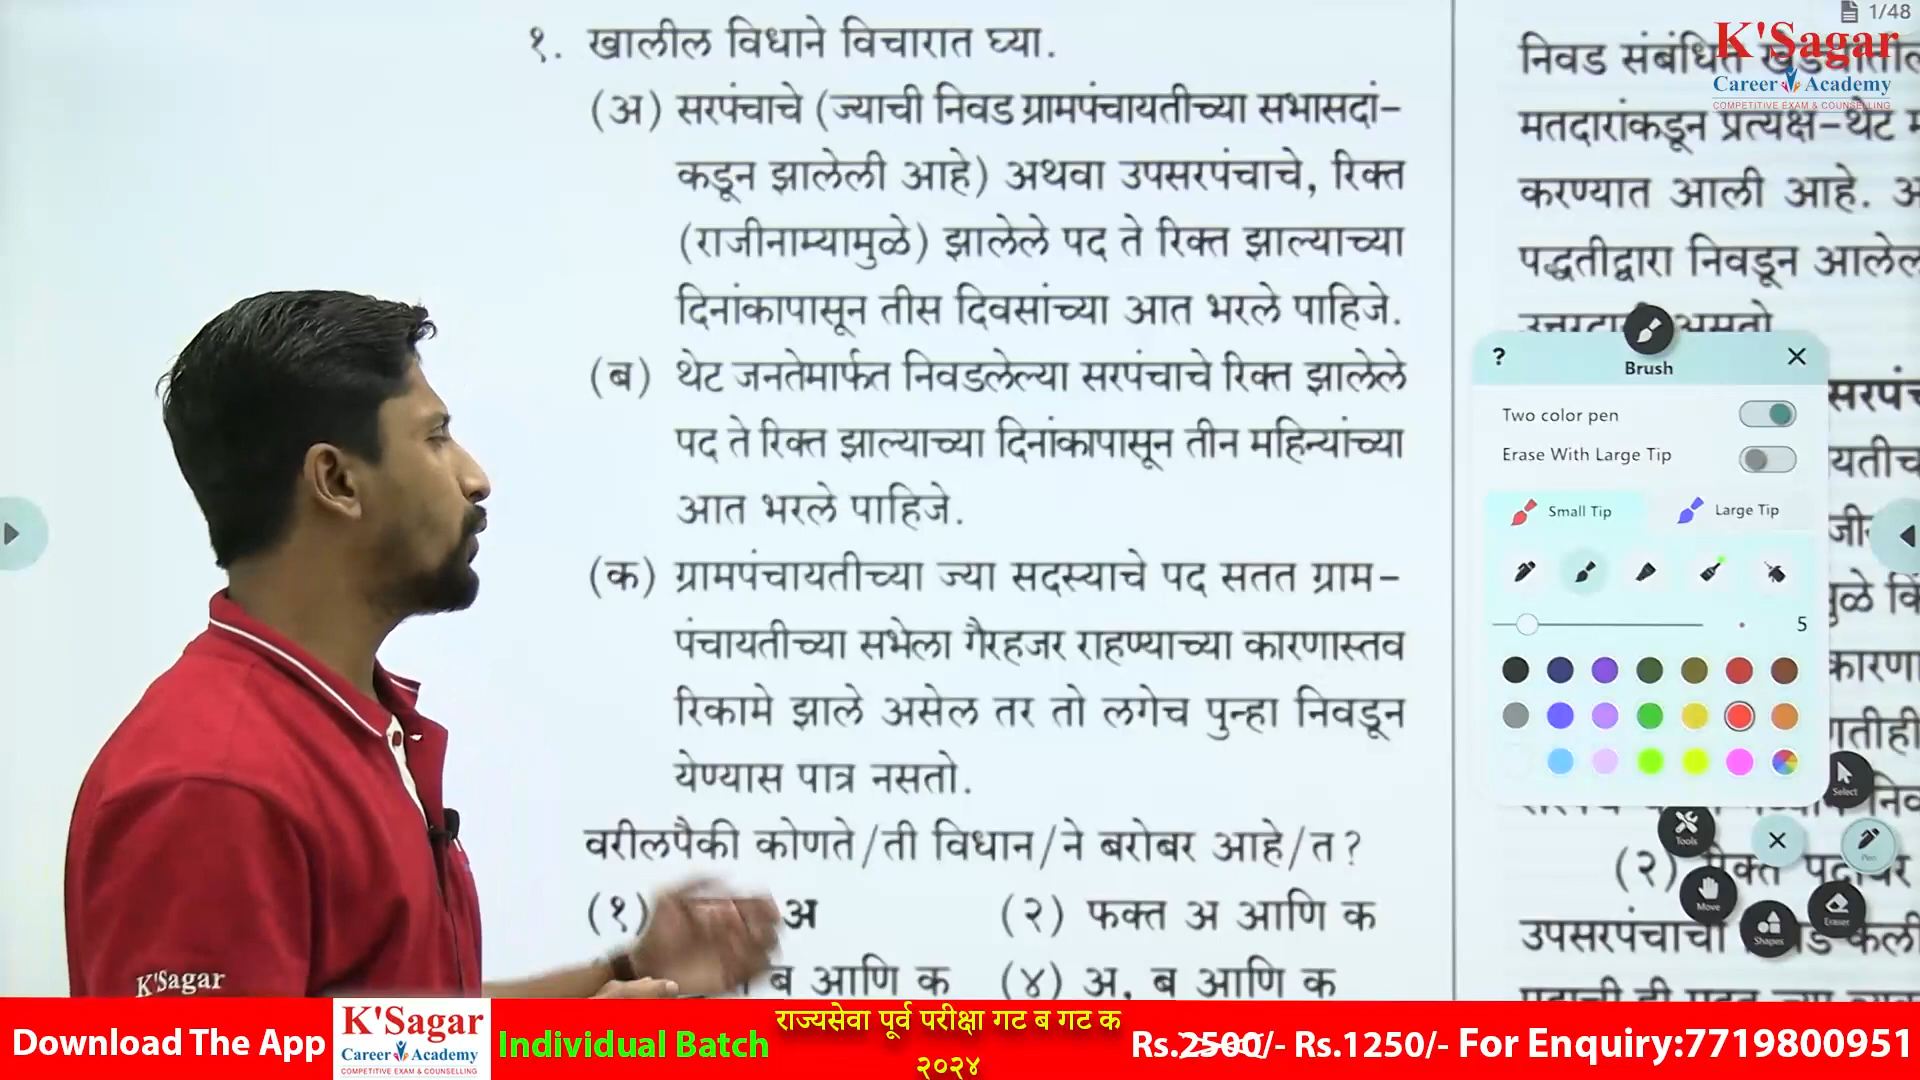 १. खालील विधाने विचारात घ्या.
(अ) सरपंचाचे (ज्याची निवड ग्रामपंचायतीच्या सभासदां-
कडून झालेली आहे) अथवा उपसरपंचाचे, रिक्त
(राजीनाम्यामुळे) झालेले पद ते रिक्त झाल्याच्या
दिनांकापासून तीस दिवसांच्या आत भरले पाहिजे.
(ब) थेट जनतेमार्फत निवडलेल्या सरपंचाचे रिक्त झालेले
पद ते रिक्त झाल्याच्या दिनांकापासून तीन महिन्यांच्या
आत भरले पाहिजे.
(क) ग्रामपंचायतीच्या ज्या सदस्याचे पद सतत ग्राम-
पंचायतीच्या सभेला गैरहजर राहण्याच्या कारणास्तव
रिकामे झाले असेल तर तो लगेच पुन्हा निवडून
येण्यास पात्र नसतो.
वरीलपैकी कोणते/ती विधान/ने बरोबर आहे/त?
(१) अ (२) फक्त अ आणि क
ब आणि क (४) अ, ब आणि क
1/48
K'Sagar
Career Academy
COMPETITIVE EXAM & COUNSELLING
निवड संबंधित
मतदारांकडून प्रत्यक्ष-थेट
करण्यात आली आहे.
पद्धतीद्वारा निवडून
?
Brush
Two color pen
Erase With Large Tip
Small Tip Large Tip
5
Select
Tools
Pen
Move
Shapes
Eraser
(२)
उपसरपंचाची
K'Sagar
Download The App
K'Sagar
Career Academy
COMPETITIVE EXAM & COUNSELLING
Individual Batch
राज्यसेवा पूर्व परीक्षा गट ब गट क
२०२४
Rs.2500/- Rs.1250/- For Enquiry:7719800951